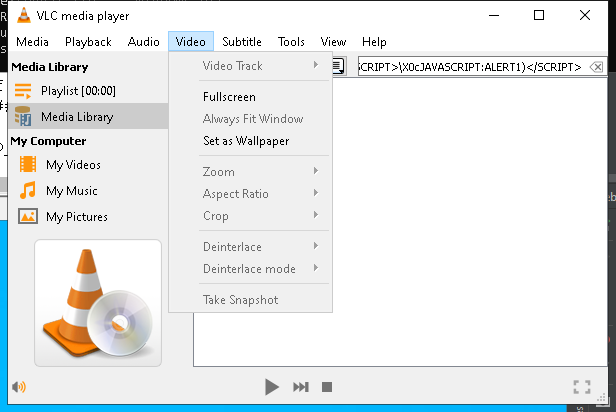 VLC media player
Media Playback Audio Video Subtitle Tools View Help
Media Library
Playlist [00:00]
Media Library
My Computer
My Videos
My Music
My Pictures
Video Track
Fullscreen
Always Fit Window
Set as Wallpaper
Zoom
Aspect Ratio
Crop
Deinterlace
Deinterlace mode
Take Snapshot
SCRIPT>\X0cJAVASCRIPT:ALERT1)</SCRIPT>